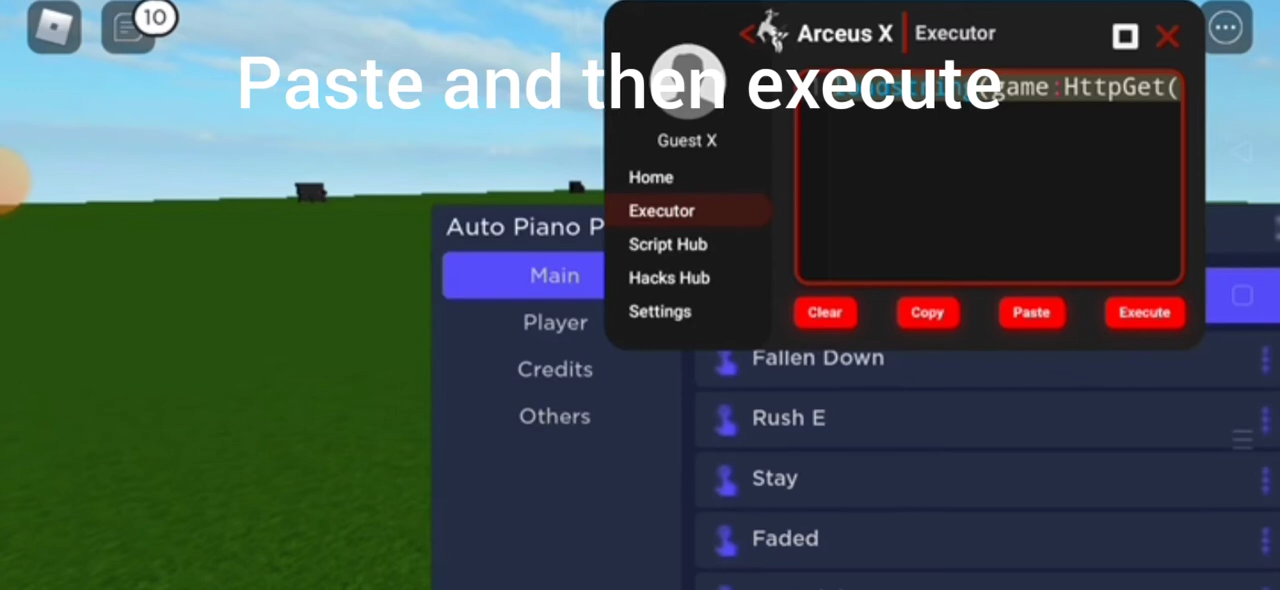 10
Arceus X
Executor
Paste and then execute
loadstring(game:HttpGet(
Guest X
Home
Executor
Script Hub
Hacks Hub
Settings
Clear
Copy
Paste
Execute
Auto Piano P
Main
Player
Credits
Others
Fallen Down
Rush E
Stay
Faded